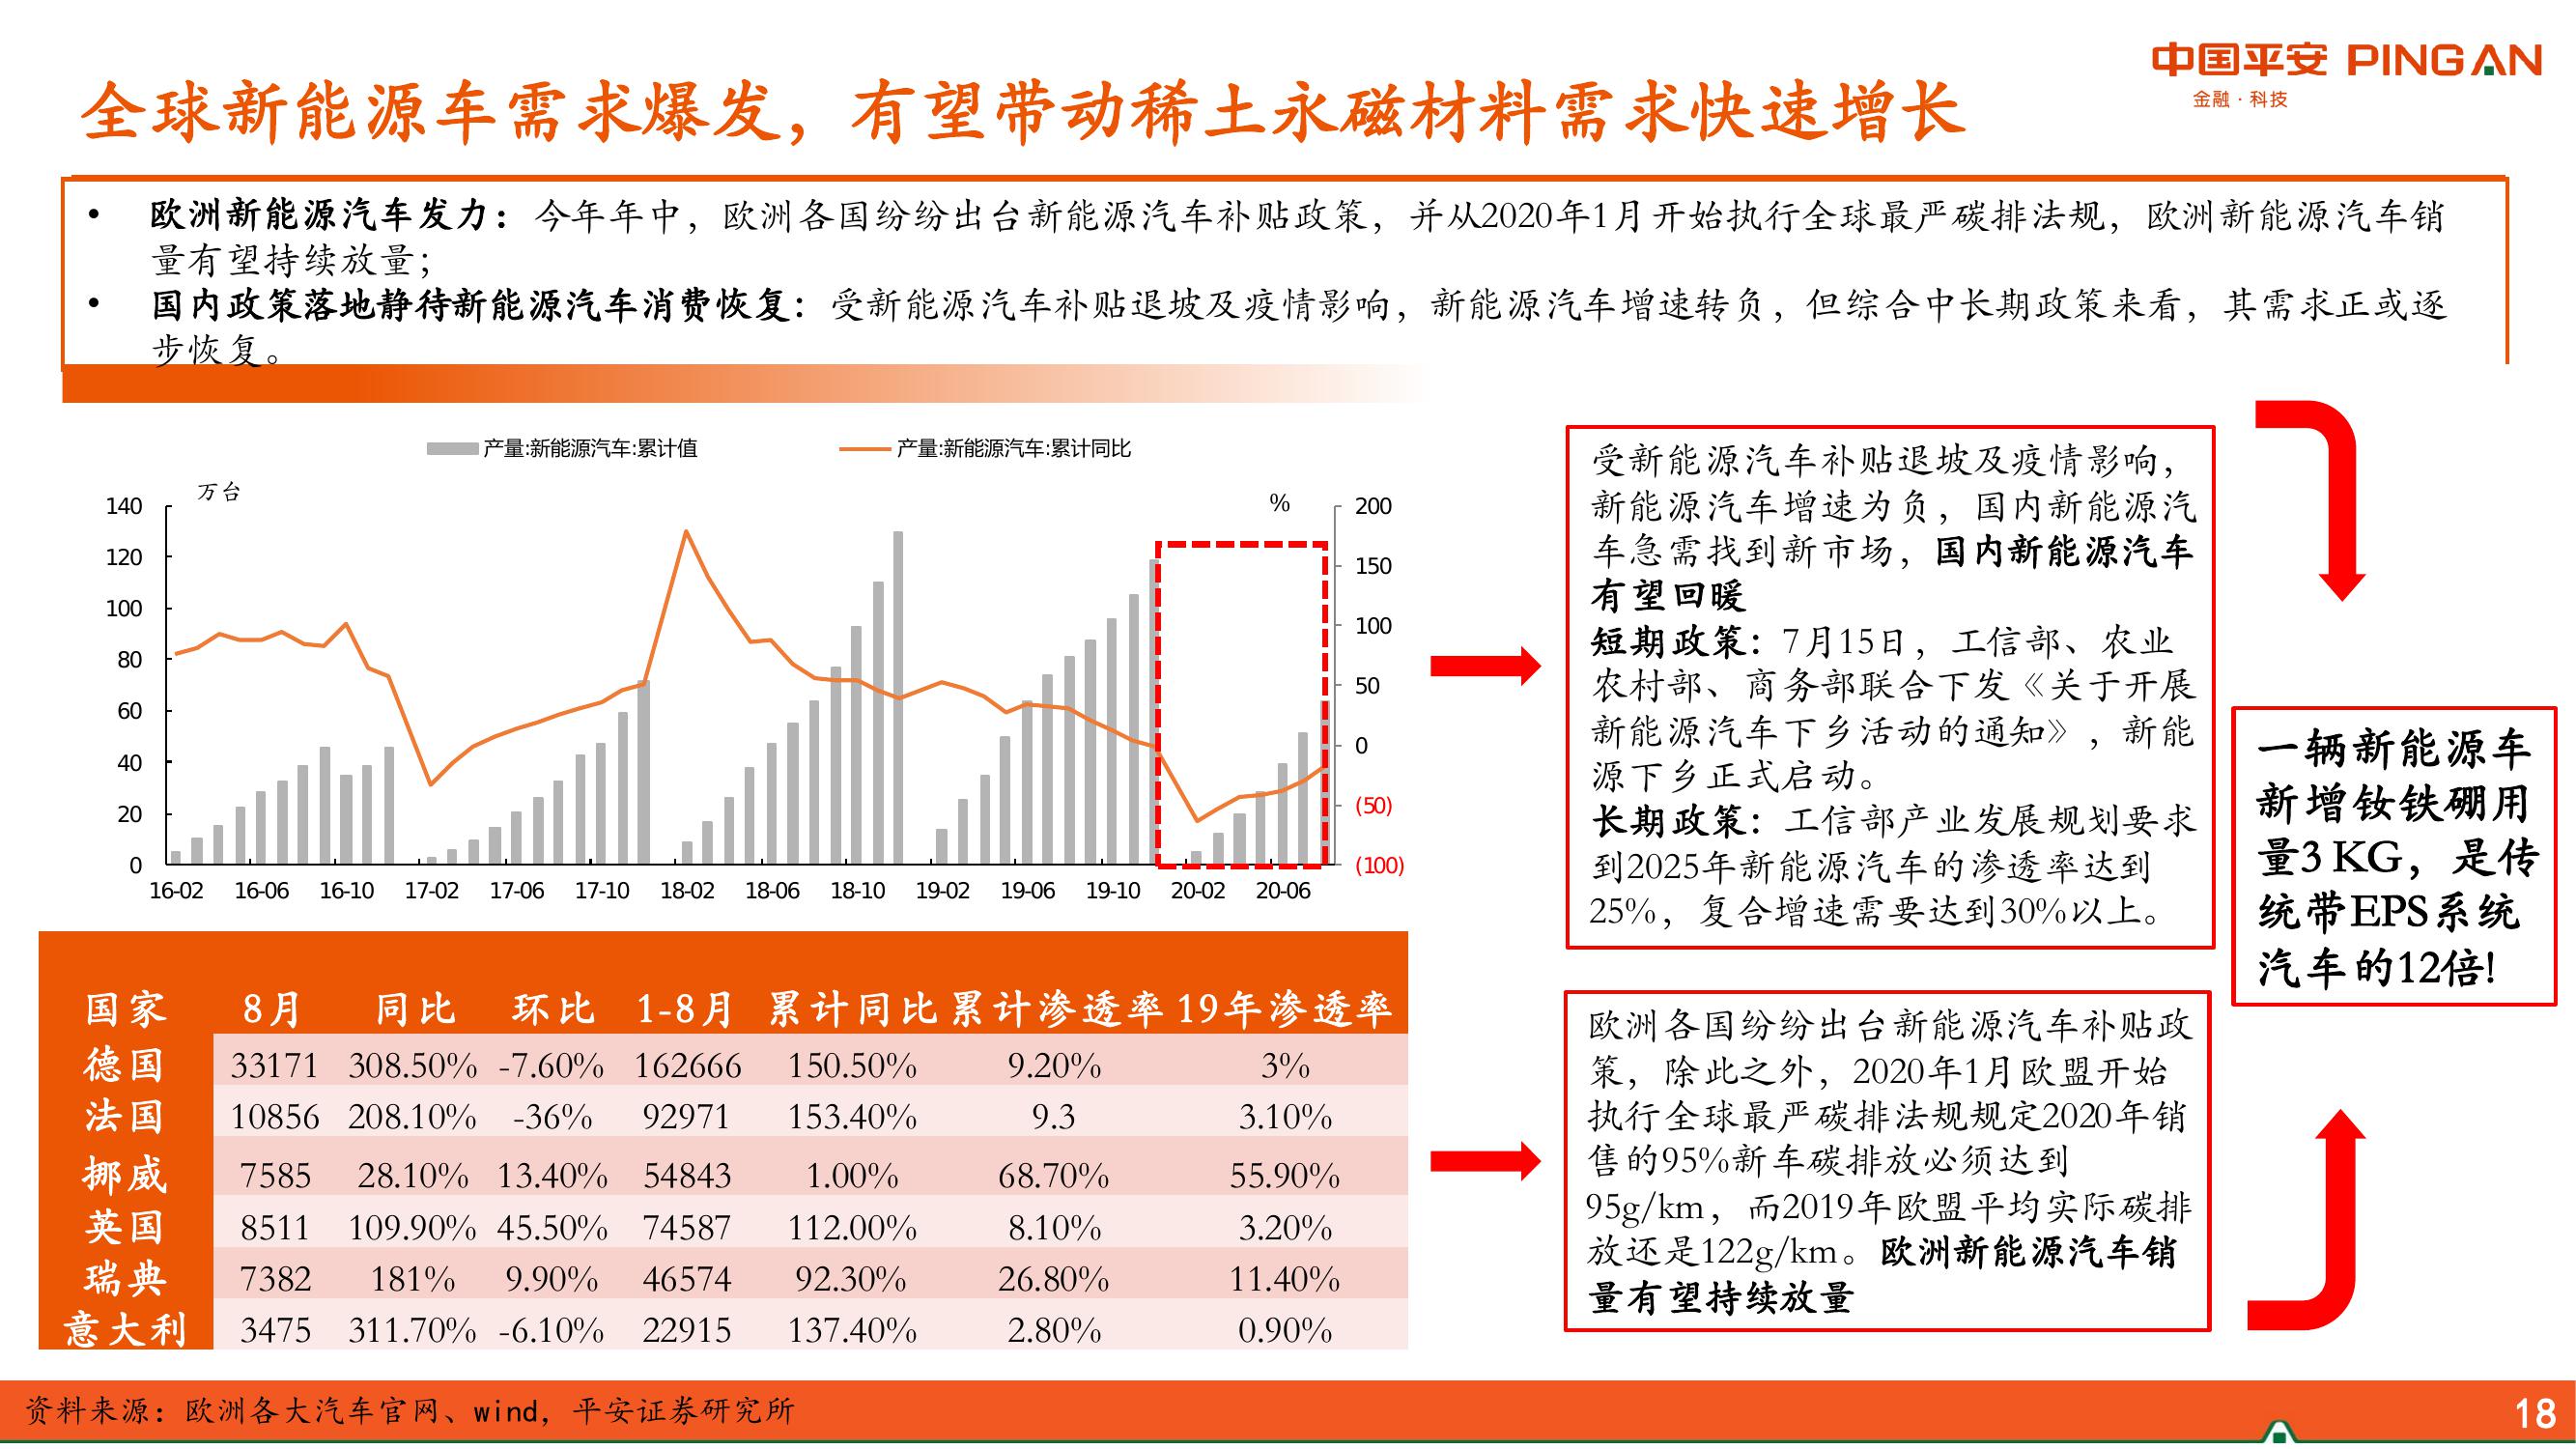 中国平安 PINGAN
金融·科技
全球新能源车需求爆发，有望带动稀土永磁材料需求快速增长
• 欧洲新能源汽车发力：今年年中，欧洲各国纷纷出台新能源汽车补贴政策，并从2020年1月开始执行全球最严碳排法规，欧洲新能源汽车销
量有望持续放量；
• 国内政策落地静待新能源汽车消费恢复：受新能源汽车补贴退坡及疫情影响，新能源汽车增速转负，但综合中长期政策来看，其需求正或逐
步恢复。
产量:新能源汽车:累计值 产量:新能源汽车:累计同比
万台 %
140 200
120 150
100 100
80 50
60 0
40 (50)
20 (100)
0
16-02 16-06 16-10 17-02 17-06 17-10 18-02 18-06 18-10 19-02 19-06 19-10 20-02 20-06
国家 8月 同比 环比 1-8月 累计同比 累计渗透率 19年渗透率
德国 33171 308.50% -7.60% 162666 150.50% 9.20% 3%
法国 10856 208.10% -36% 92971 153.40% 9.3 3.10%
挪威 7585 28.10% 13.40% 54843 1.00% 68.70% 55.90%
英国 8511 109.90% 45.50% 74587 112.00% 8.10% 3.20%
瑞典 7382 181% 9.90% 46574 92.30% 26.80% 11.40%
意大利 3475 311.70% -6.10% 22915 137.40% 2.80% 0.90%
受新能源汽车补贴退坡及疫情影响，
新能源汽车增速为负，国内新能源汽
车急需找到新市场，国内新能源汽车
有望回暖
短期政策：7月15日，工信部、农业
农村部、商务部联合下发《关于开展
新能源汽车下乡活动的通知》，新能
源下乡正式启动。
长期政策：工信部产业发展规划要求
到2025年新能源汽车的渗透率达到
25%，复合增速需要达到30%以上。
欧洲各国纷纷出台新能源汽车补贴政
策，除此之外，2020年1月欧盟开始
执行全球最严碳排法规规定2020年销
售的95%新车碳排放必须达到
95g/km，而2019年欧盟平均实际碳排
放还是122g/km。欧洲新能源汽车销
量有望持续放量
一辆新能源车
新增钕铁硼用
量3 KG，是传
统带EPS系统
汽车的12倍!
资料来源：欧洲各大汽车官网、wind，平安证券研究所
18